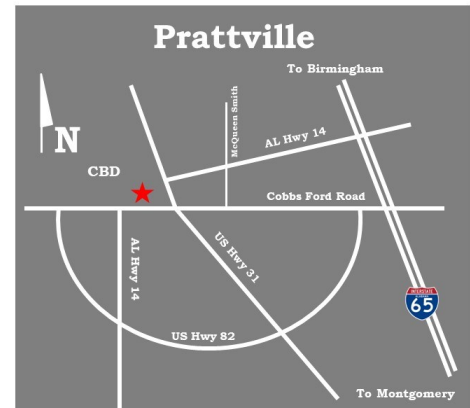 Prattville
To Birmingham
McQueen Smith
AL Hwy 14
N
CBD
Cobbs Ford Road
AL Hwy 14
US Hwy 31
INTERSTATE
65
US Hwy 82
To Montgomery